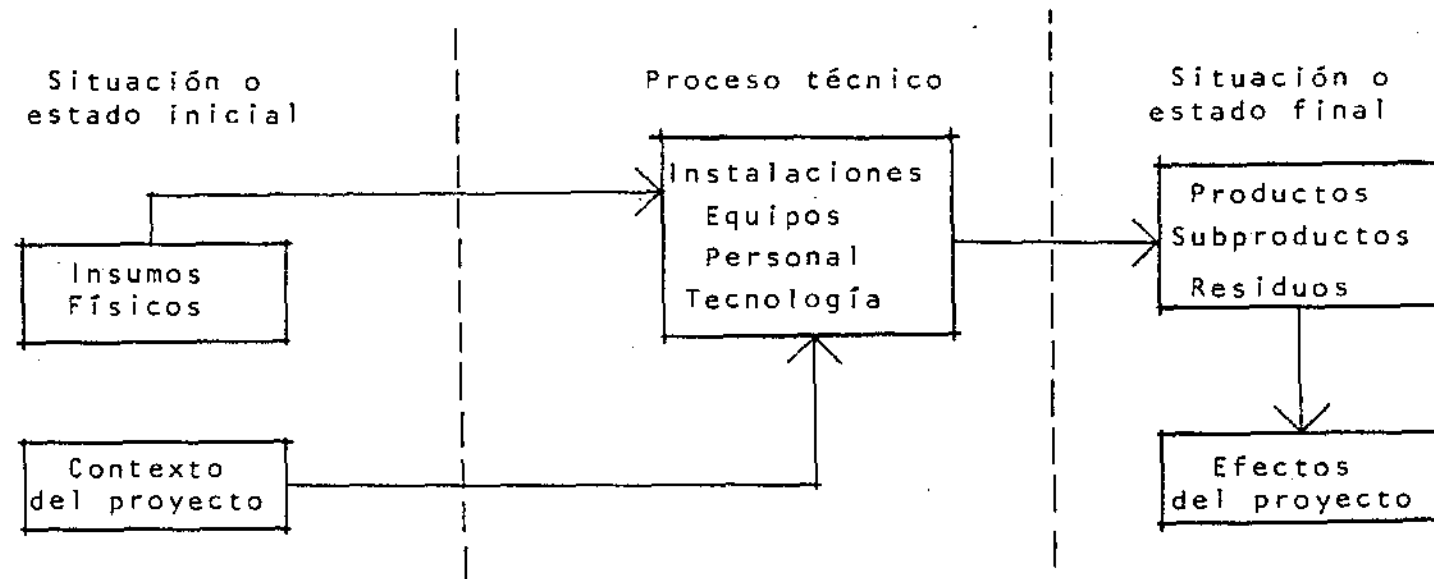 Situación o
estado inicial
Insumos
Físicos
Contexto
del proyecto
Proceso técnico
Instalaciones
Equipos
Personal
Tecnología
Situación o
estado final
Productos
Subproductos
Residuos
Efectos
del proyecto